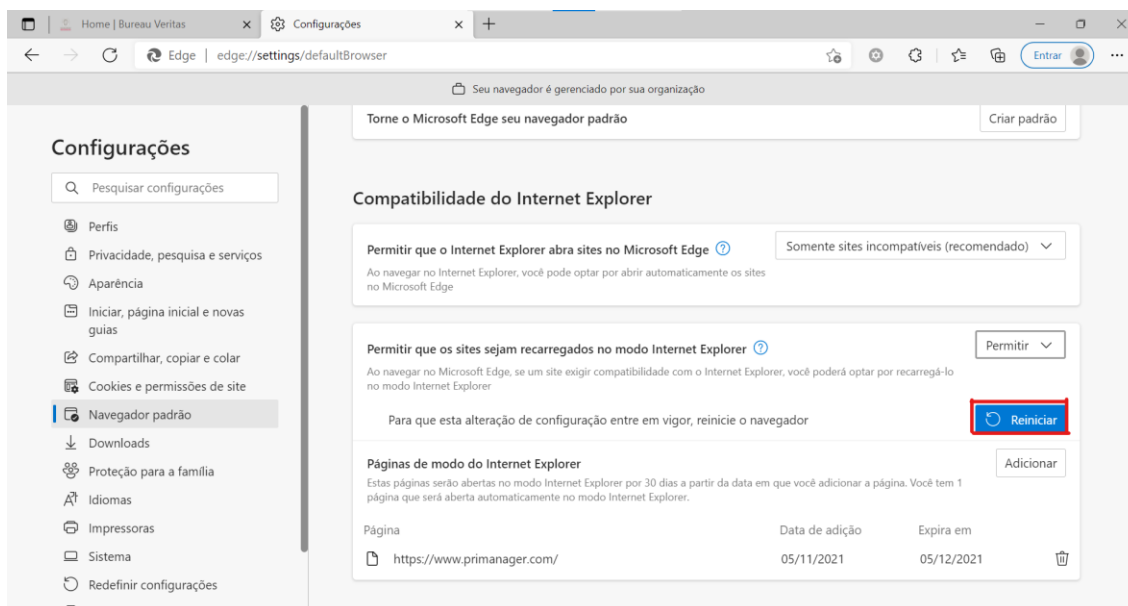 Home | Bureau Veritas
Configurações
Edge | edge://settings/defaultBrowser
Entrar
Seu navegador é gerenciado por sua organização
Configurações
Pesquisar configurações
Perfis
Privacidade, pesquisa e serviços
Aparência
Iniciar, página inicial e novas
guias
Compartilhar, copiar e colar
Cookies e permissões de site
Navegador padrão
Downloads
Proteção para a família
Idiomas
Impressoras
Sistema
Redefinir configurações
Torne o Microsoft Edge seu navegador padrão
Criar padrão
Compatibilidade do Internet Explorer
Permitir que o Internet Explorer abra sites no Microsoft Edge
Somente sites incompatíveis (recomendado)
Ao navegar no Internet Explorer, você pode optar por abrir automaticamente os sites
no Microsoft Edge
Permitir que os sites sejam recarregados no modo Internet Explorer
Permitir
Ao navegar no Microsoft Edge, se um site exigir compatibilidade com o Internet Explorer, você poderá optar por recarregá-lo
no modo Internet Explorer
Para que esta alteração de configuração entre em vigor, reinicie o navegador
Reiniciar
Páginas de modo do Internet Explorer
Adicionar
Estas páginas serão abertas no modo Internet Explorer por 30 dias a partir da data em que você adicionar a página. Você tem 1
página que será aberta automaticamente no modo Internet Explorer.
Página Data de adição Expira em
https://www.primanager.com/ 05/11/2021 05/12/2021